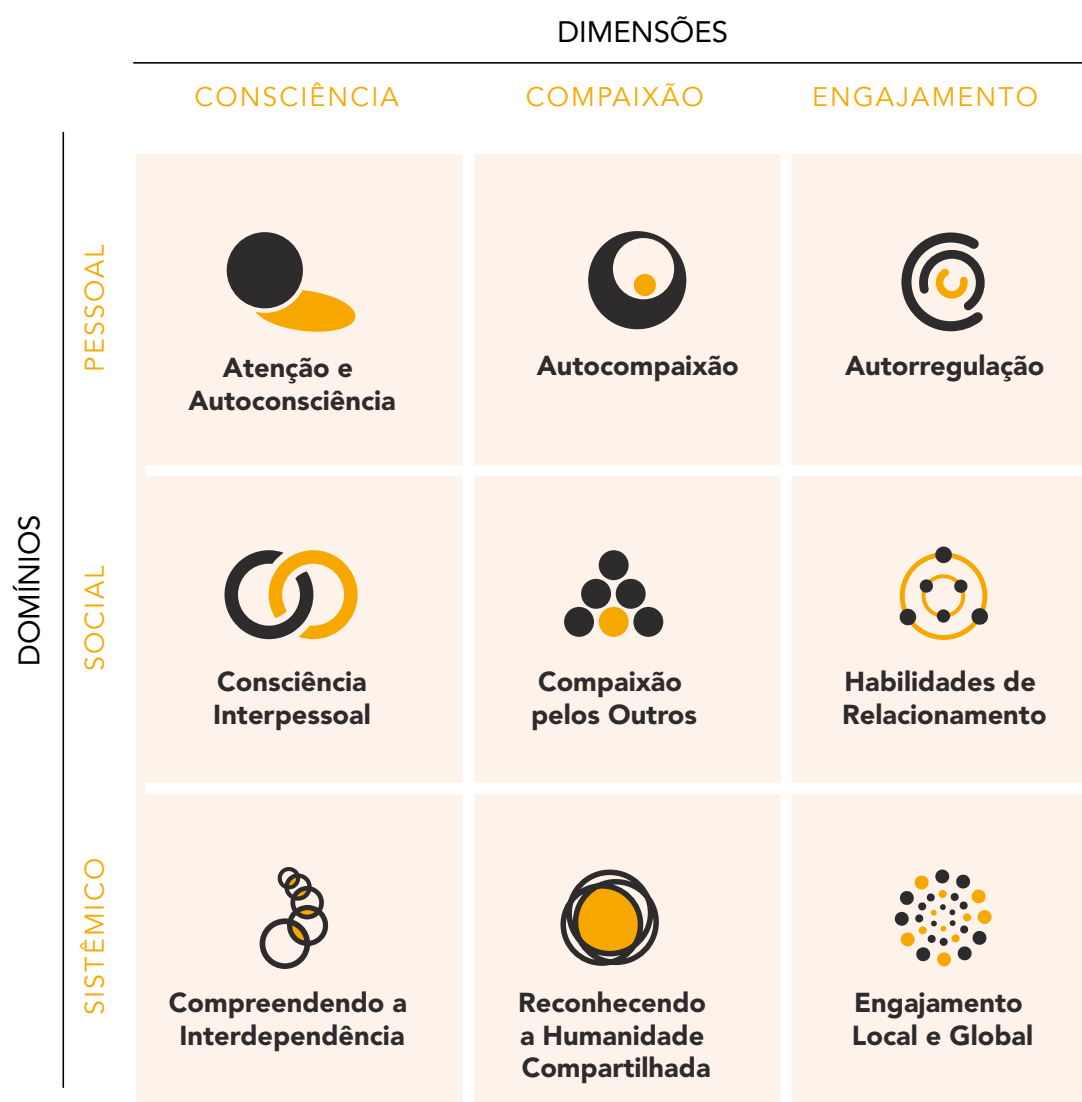 DIMENSÕES
CONSCIÊNCIA
COMPAIXÃO
ENGAJAMENTO
DOMÍNIOS
PESSOAL
Atenção e
Autoconsciência
Autocompaixão
Autorregulação
SOCIAL
Consciência
Interpessoal
Compaixão
pelos Outros
Habilidades de
Relacionamento
SISTÊMICO
Compreendendo a
Interdependência
Reconhecendo
a Humanidade
Compartilhada
Engajamento
Local e Global